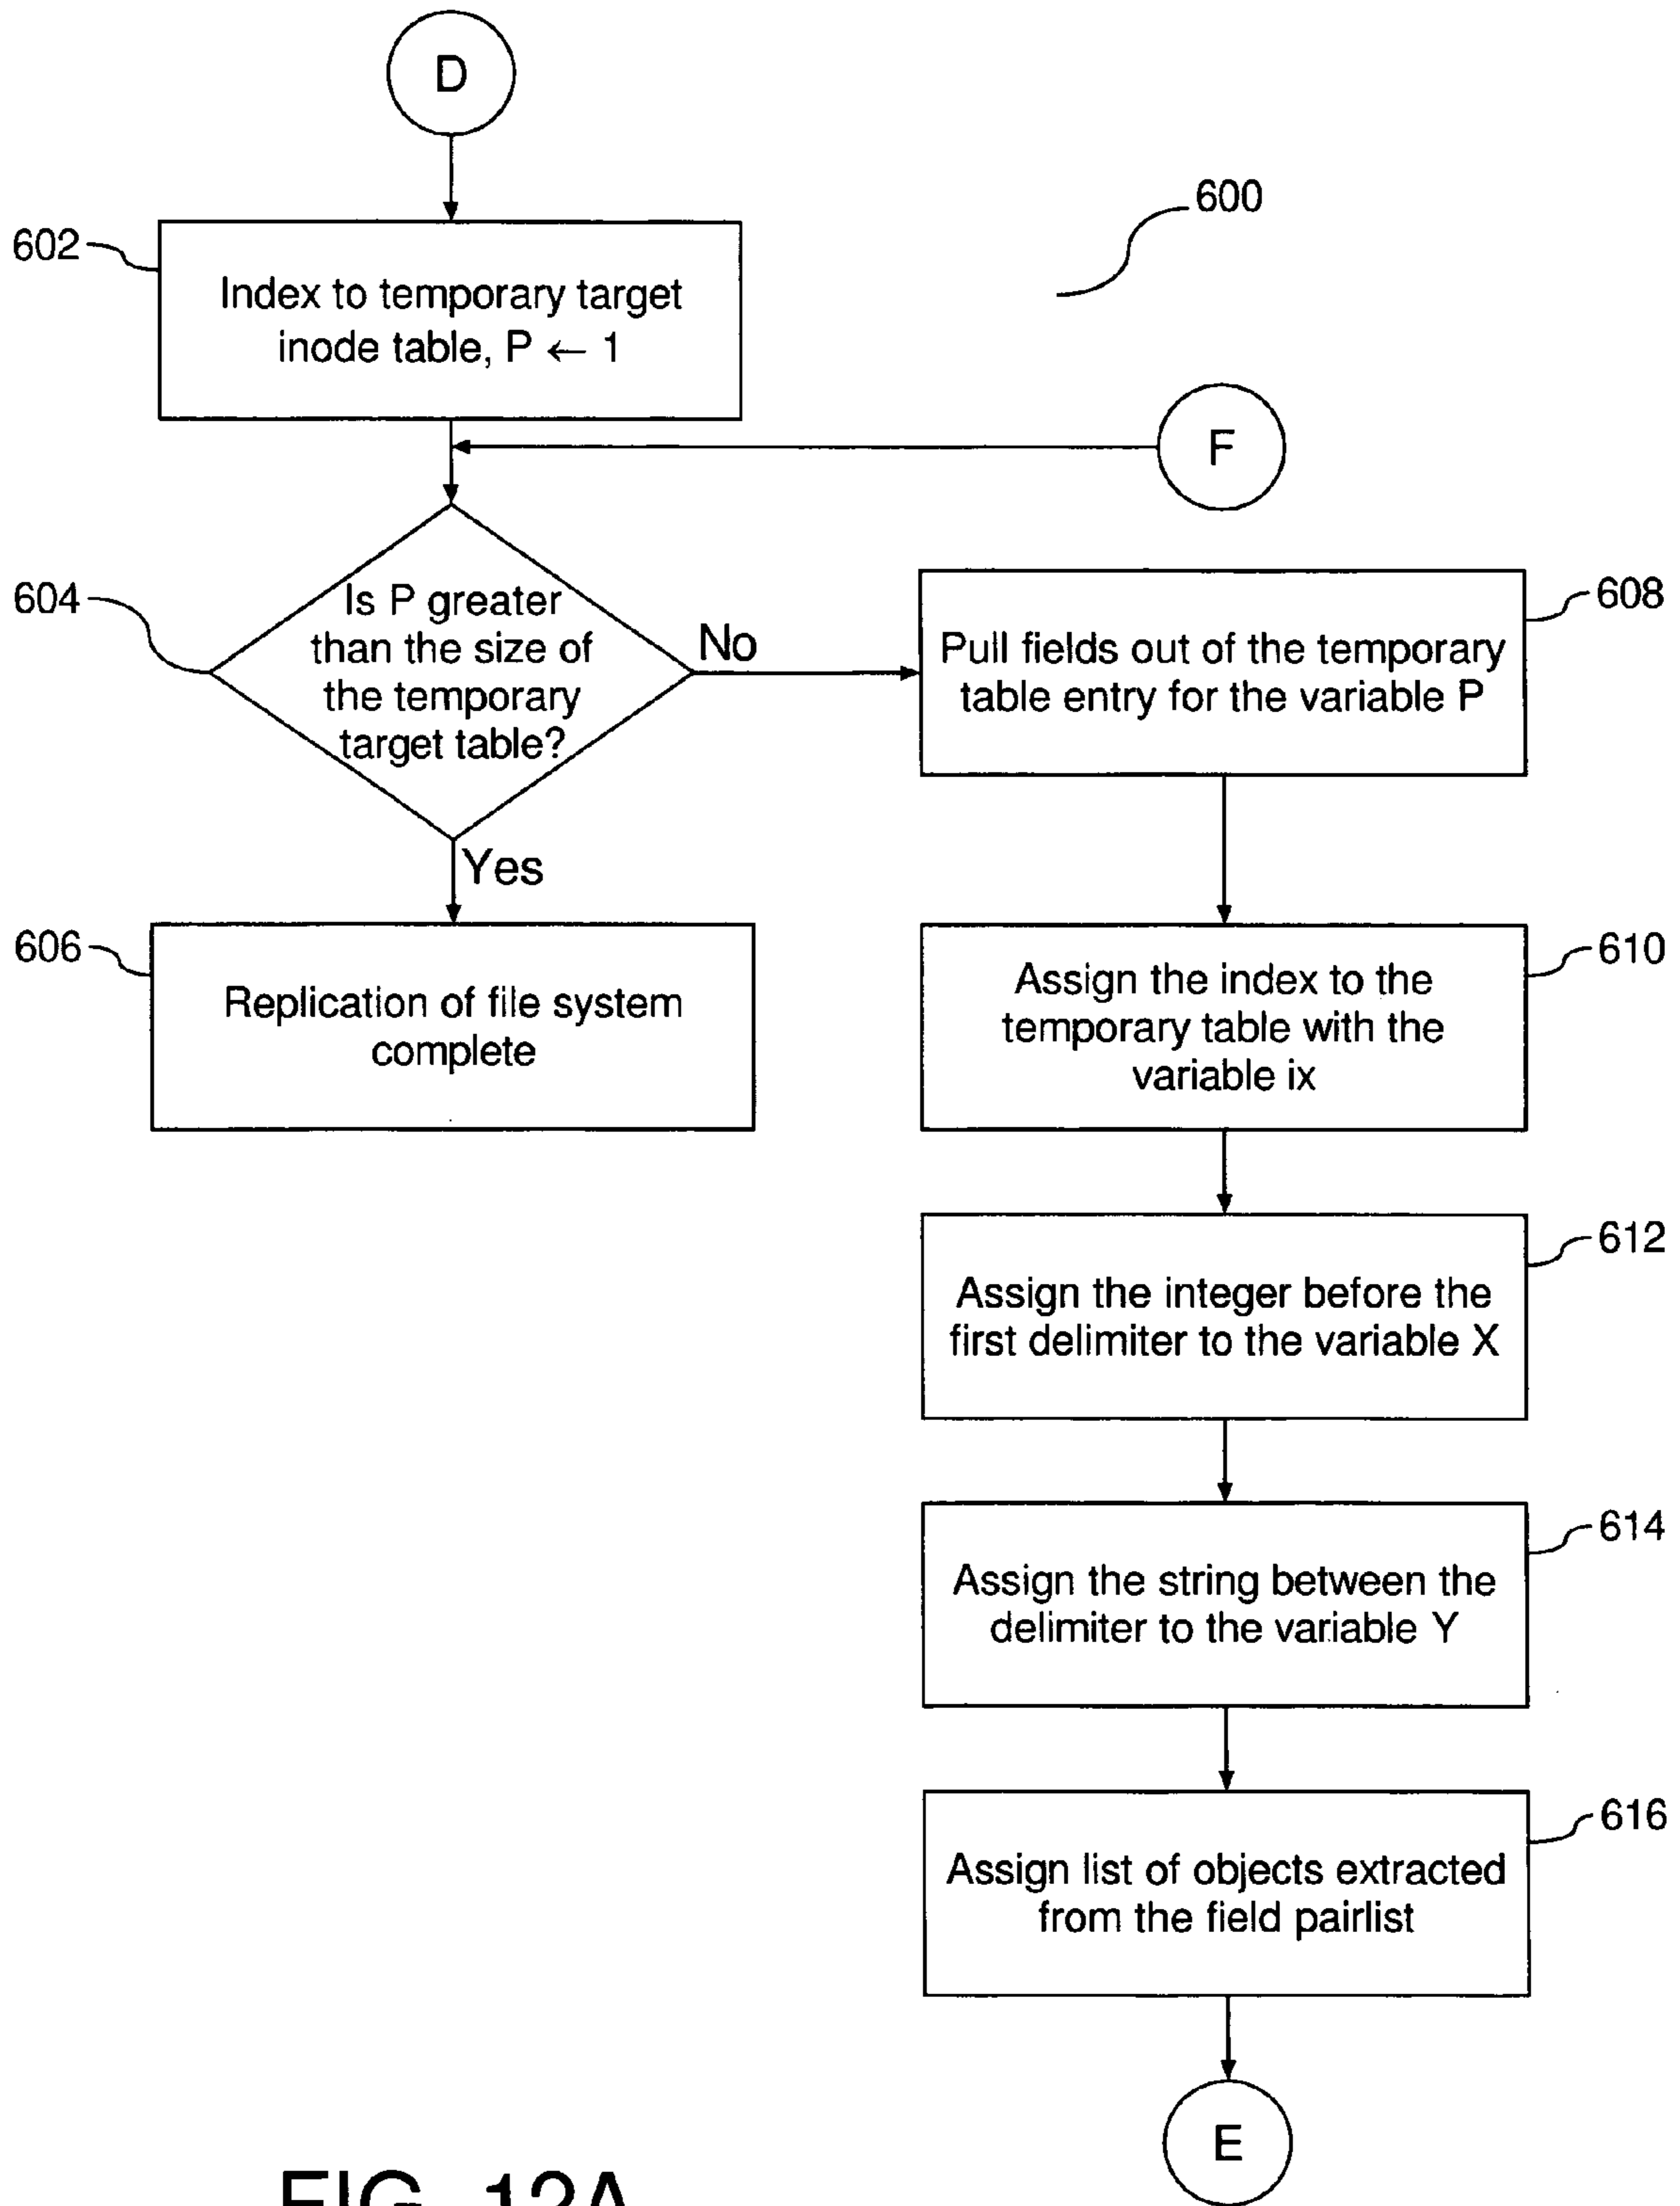 D
600
602
Index to temporary target
inode table, P ← 1
F
604
Is P greater
than the size of
the temporary
target table?
No
608
Pull fields out of the temporary
table entry for the variable P
Yes
606
Replication of file system
complete
610
Assign the index to the
temporary table with the
variable ix
612
Assign the integer before the
first delimiter to the variable X
614
Assign the string between the
delimiter to the variable Y
616
Assign list of objects extracted
from the field pairlist
E
FIG. 12A